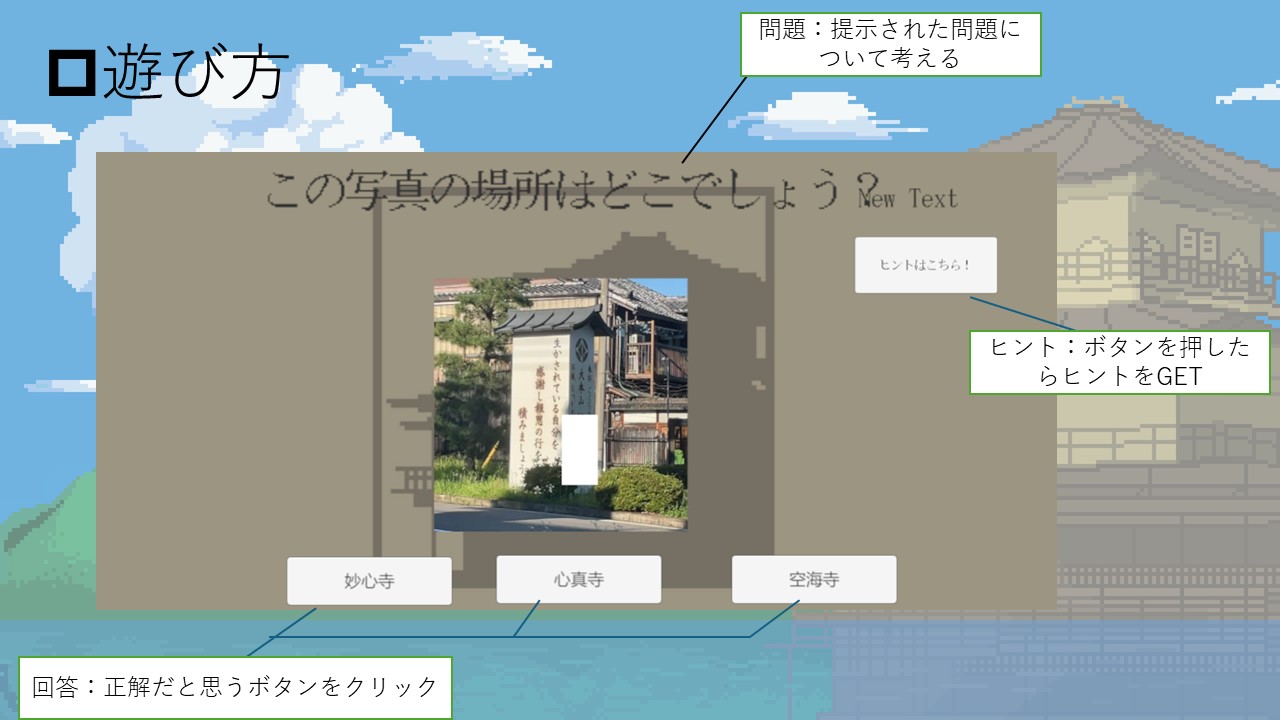 遊び方
問題：提示された問題に
ついて考える
この写真の場所はどこでしょう？
New Text
ヒントはこちら！
ヒント：ボタンを押した
らヒントをGET
生かされている自分を
感謝し報恩の行を
積みましょう
大本山
妙心寺
心真寺
空海寺
回答：正解だと思うボタンをクリック